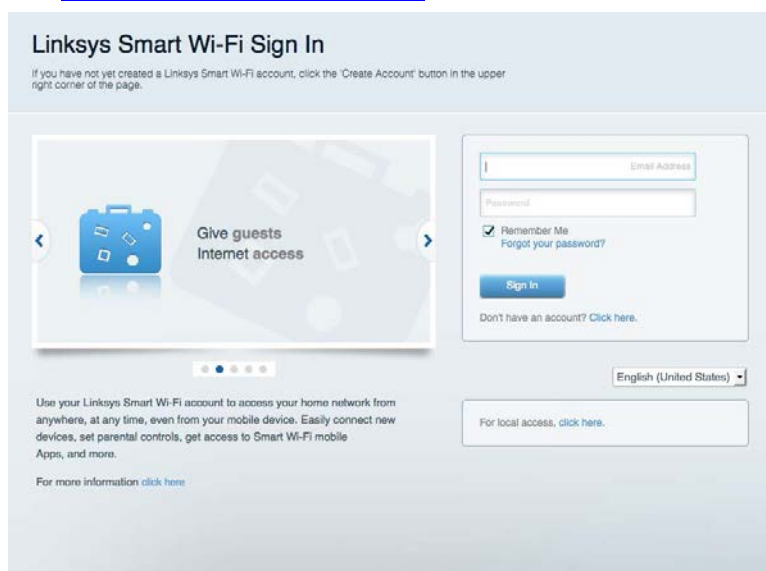 Linksys Smart Wi-Fi Sign In
If you have not yet created a Linksys Smart Wi-Fi account, click the 'Create Account' button in the upper
right corner of the page.
Give guests
Internet access
Email Address
Password
Remember Me
Forgot your password?
Sign In
Don't have an account? Click here.
English (United States)
For local access, click here.
Use your Linksys Smart Wi-Fi account to access your home network from
anywhere, at any time, even from your mobile device. Easily connect new
devices, set parental controls, get access to Smart Wi-Fi mobile
Apps, and more.
For more information click here